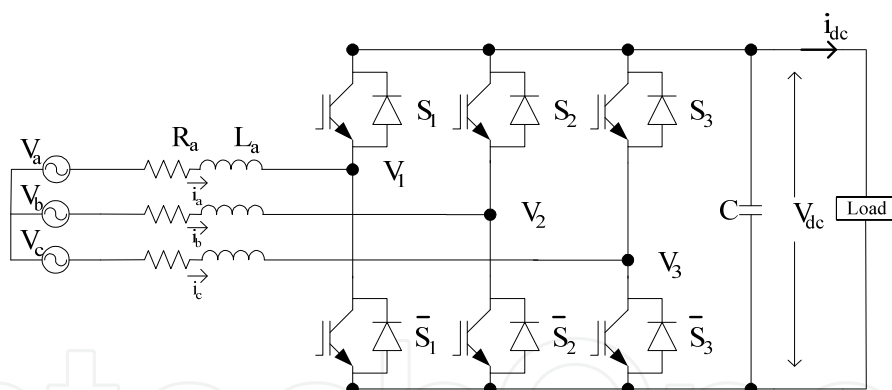 i_dc
S_1 S_2 S_3
R_a L_a
V_a
V_1
i_a
V_b
V_2
C V_dc Load
i_b
V_c
V_3
i_c
S̄_1 S̄_2 S̄_3